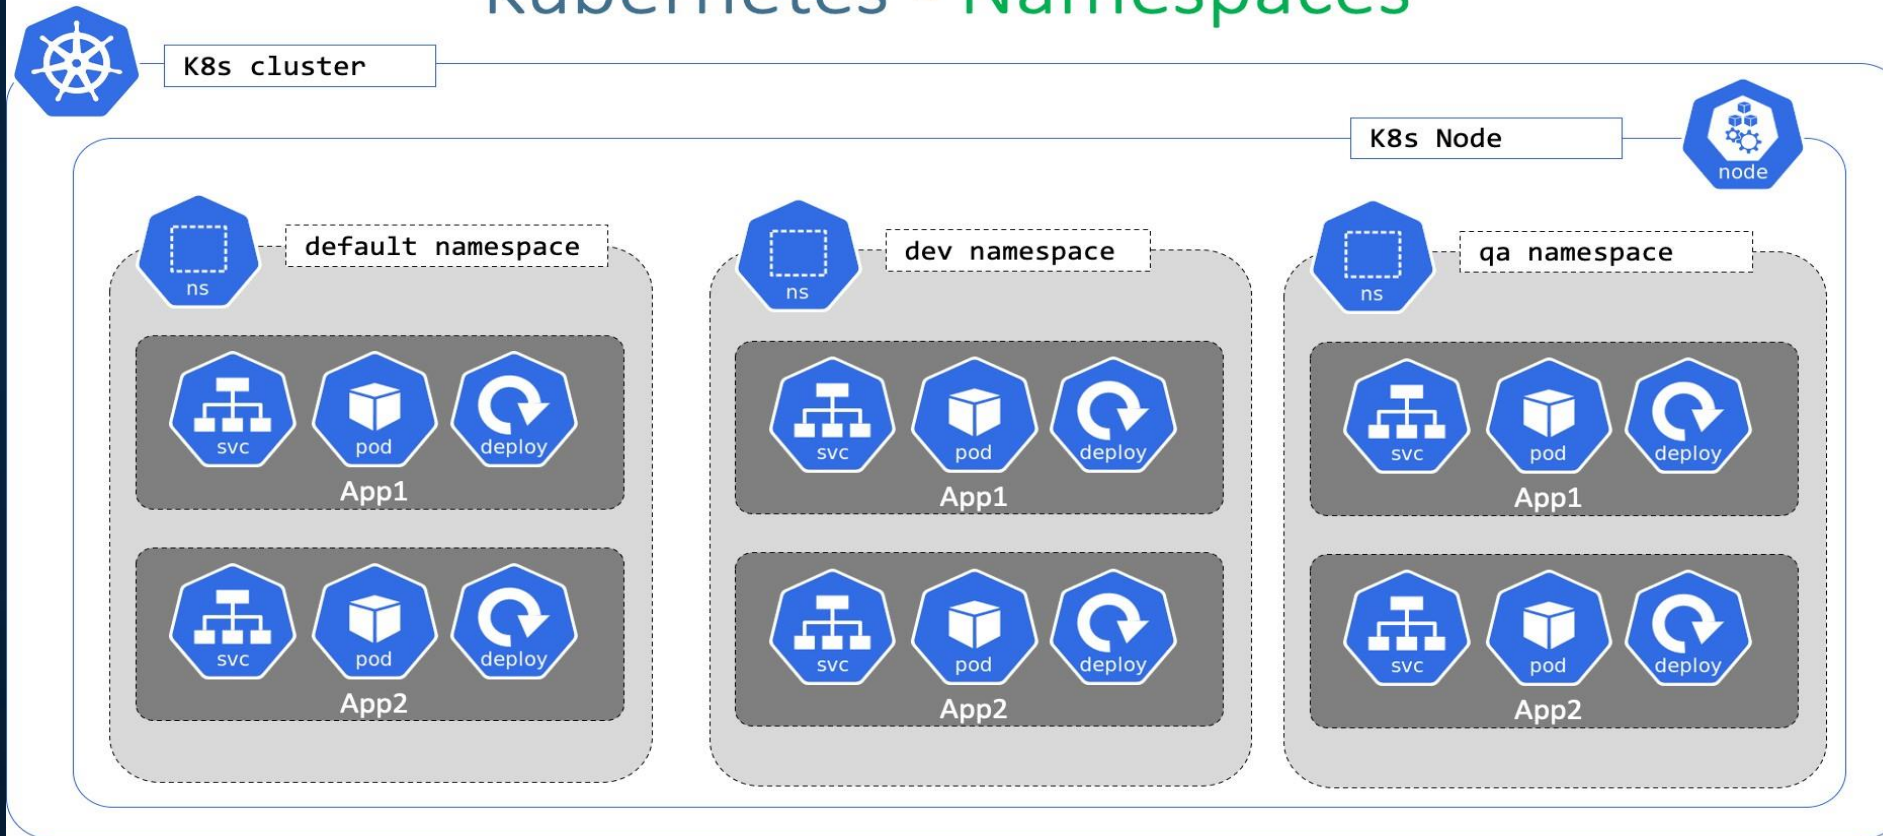 Kubernetes - Namespaces
K8s cluster
K8s Node
node
default namespace
ns
svc
pod
deploy
App1
svc
pod
deploy
App2
dev namespace
ns
svc
pod
deploy
App1
svc
pod
deploy
App2
qa namespace
ns
svc
pod
deploy
App1
svc
pod
deploy
App2